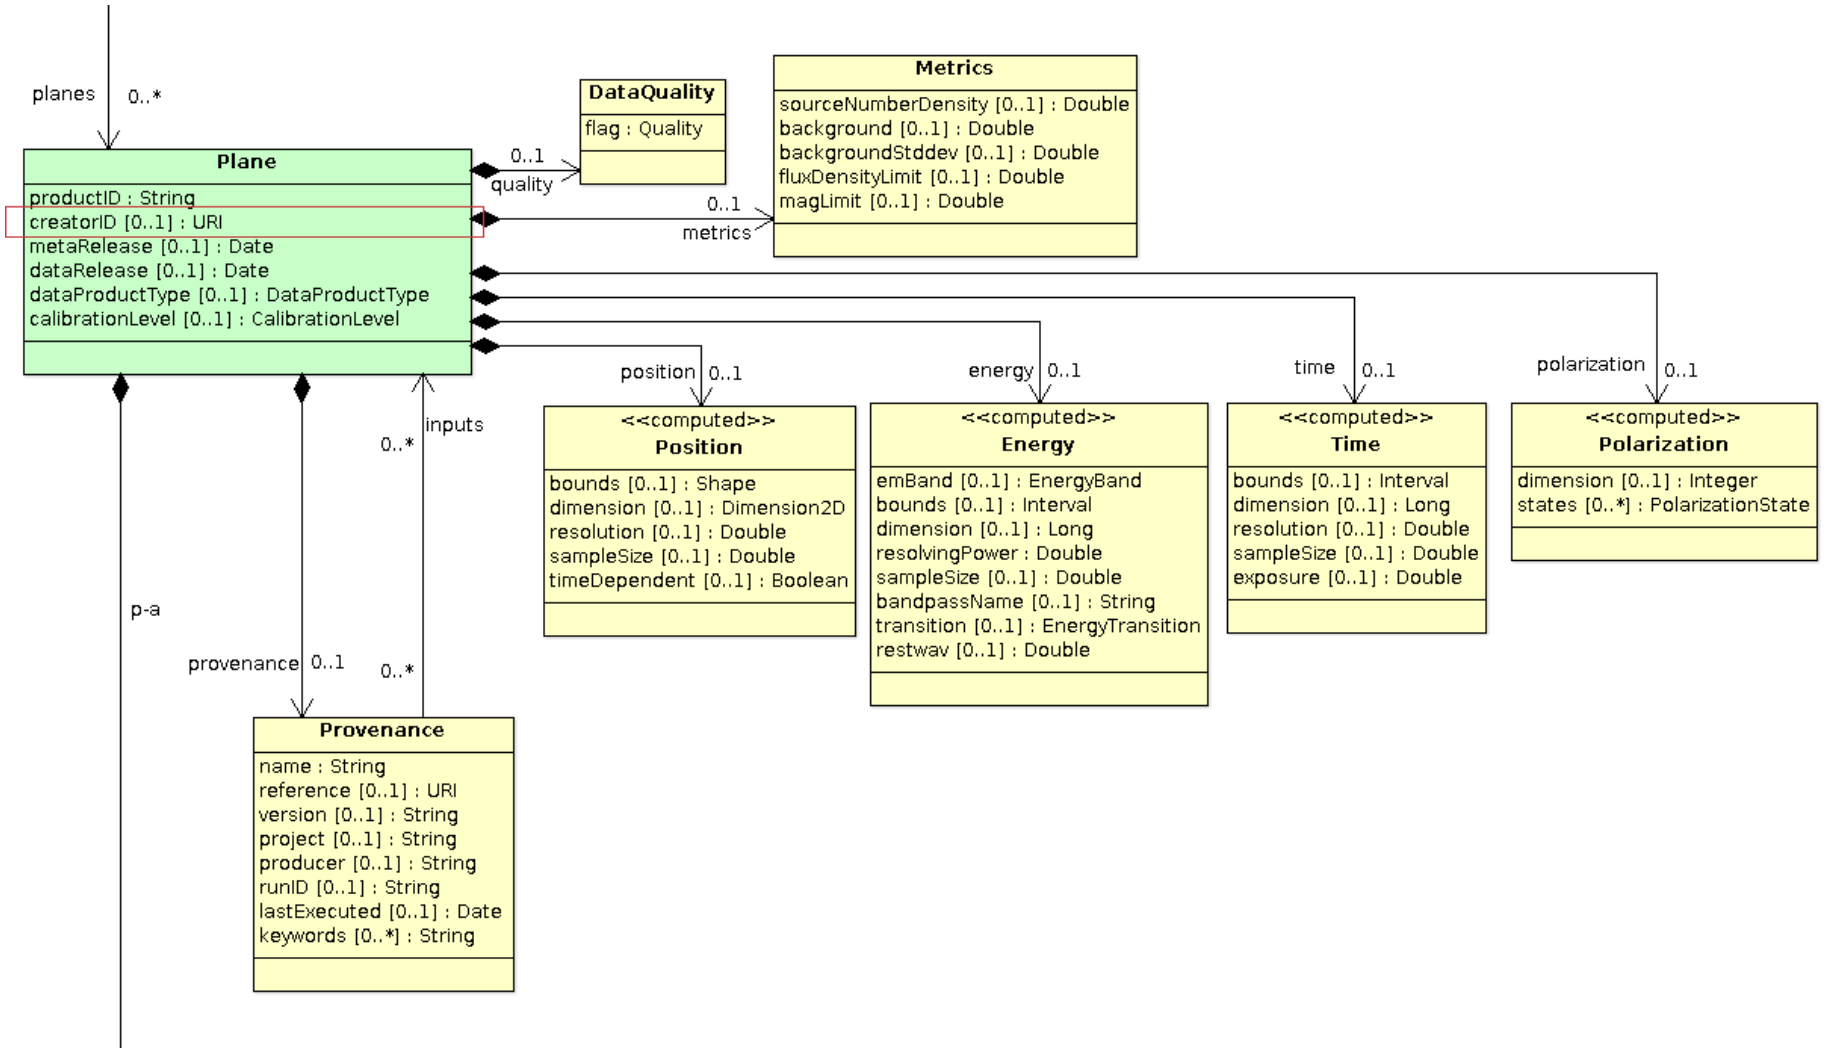 planes
0..*
Plane
productID : String
creatorID [0..1] : URI
metaRelease [0..1] : Date
dataRelease [0..1] : Date
dataProductType [0..1] : DataProductType
calibrationLevel [0..1] : CalibrationLevel
0..1
quality
DataQuality
flag : Quality
0..1
metrics
Metrics
sourceNumberDensity [0..1] : Double
background [0..1] : Double
backgroundStddev [0..1] : Double
fluxDensityLimit [0..1] : Double
magLimit [0..1] : Double
position
0..1
energy
0..1
time
0..1
polarization
0..1
<<computed>>
Position
bounds [0..1] : Shape
dimension [0..1] : Dimension2D
resolution [0..1] : Double
sampleSize [0..1] : Double
timeDependent [0..1] : Boolean
<<computed>>
Energy
emBand [0..1] : EnergyBand
bounds [0..1] : Interval
dimension [0..1] : Long
resolvingPower : Double
sampleSize [0..1] : Double
bandpassName [0..1] : String
transition [0..1] : EnergyTransition
restwav [0..1] : Double
<<computed>>
Time
bounds [0..1] : Interval
dimension [0..1] : Long
resolution [0..1] : Double
sampleSize [0..1] : Double
exposure [0..1] : Double
<<computed>>
Polarization
dimension [0..1] : Integer
states [0..*] : PolarizationState
inputs
0..*
p-a
provenance
0..1
0..*
Provenance
name : String
reference [0..1] : URI
version [0..1] : String
project [0..1] : String
producer [0..1] : String
runID [0..1] : String
lastExecuted [0..1] : Date
keywords [0..*] : String